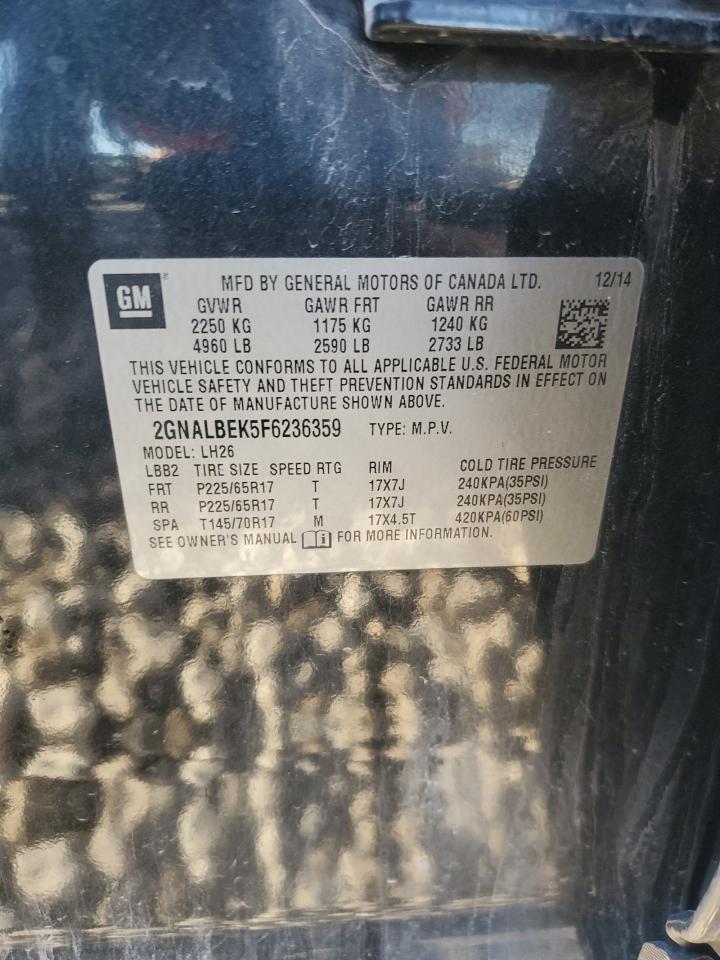 GM
MFD BY GENERAL MOTORS OF CANADA LTD. 12/14
GVWR GAWR FRT GAWR RR
2250 KG 1175 KG 1240 KG
4960 LB 2590 LB 2733 LB
THIS VEHICLE CONFORMS TO ALL APPLICABLE U.S. FEDERAL MOTOR
VEHICLE SAFETY AND THEFT PREVENTION STANDARDS IN EFFECT ON
THE DATE OF MANUFACTURE SHOWN ABOVE.
2GNALBEK5F6236359 TYPE: M.P.V.
MODEL: LH26
LBB2 TIRE SIZE SPEED RTG RIM COLD TIRE PRESSURE
FRT P225/65R17 T 17X7J 240KPA(35PSI)
RR P225/65R17 T 17X7J 240KPA(35PSI)
SPA T145/70R17 M 17X4.5T 420KPA(60PSI)
SEE OWNER'S MANUAL FOR MORE INFORMATION.